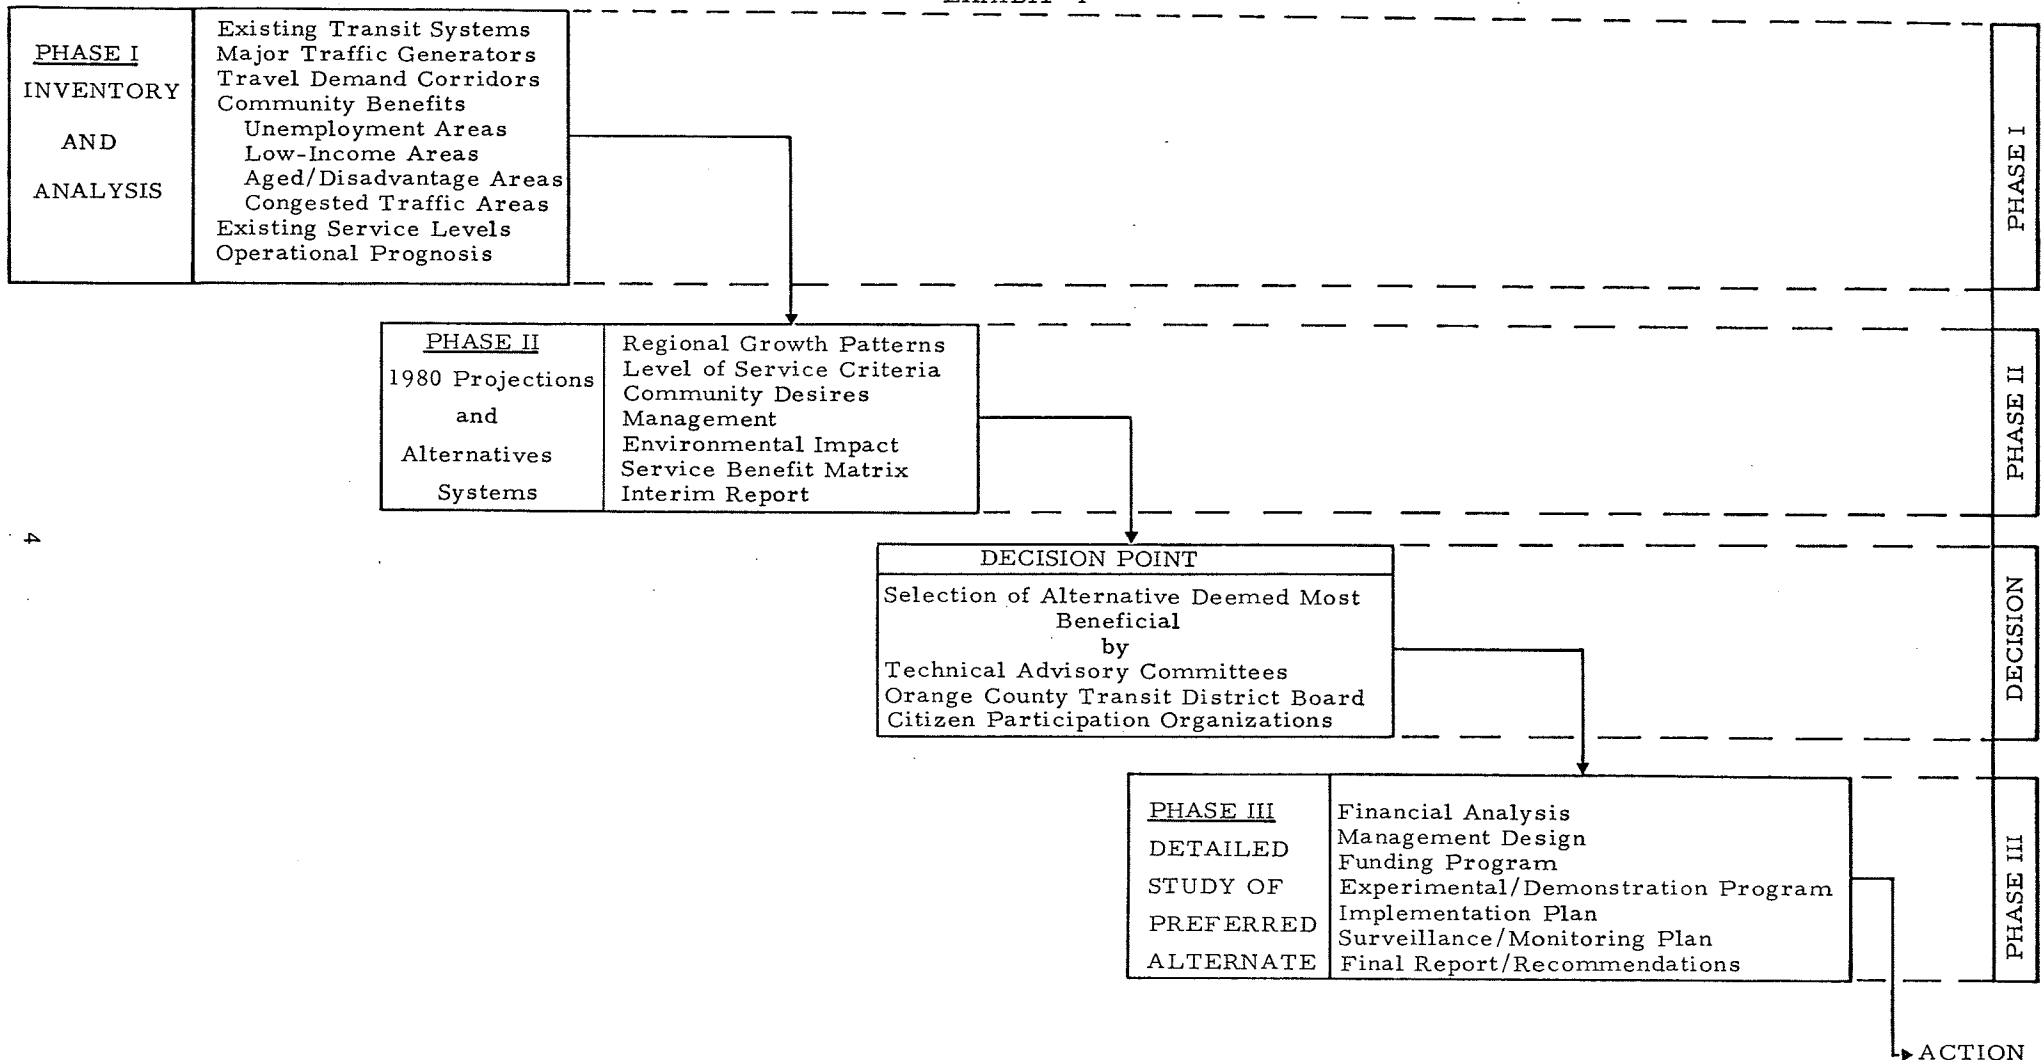 PHASE I
INVENTORY
AND
ANALYSIS
Existing Transit Systems
Major Traffic Generators
Travel Demand Corridors
Community Benefits
Unemployment Areas
Low-Income Areas
Aged/Disadvantage Areas
Congested Traffic Areas
Existing Service Levels
Operational Prognosis
PHASE I
PHASE II
1980 Projections
and
Alternatives
Systems
Regional Growth Patterns
Level of Service Criteria
Community Desires
Management
Environmental Impact
Service Benefit Matrix
Interim Report
PHASE II
4
DECISION POINT
Selection of Alternative Deemed Most
Beneficial
by
Technical Advisory Committees
Orange County Transit District Board
Citizen Participation Organizations
DECISION
PHASE III
DETAILED
STUDY OF
PREFERRED
ALTERNATE
Financial Analysis
Management Design
Funding Program
Experimental/Demonstration Program
Implementation Plan
Surveillance/Monitoring Plan
Final Report/Recommendations
PHASE III
ACTION